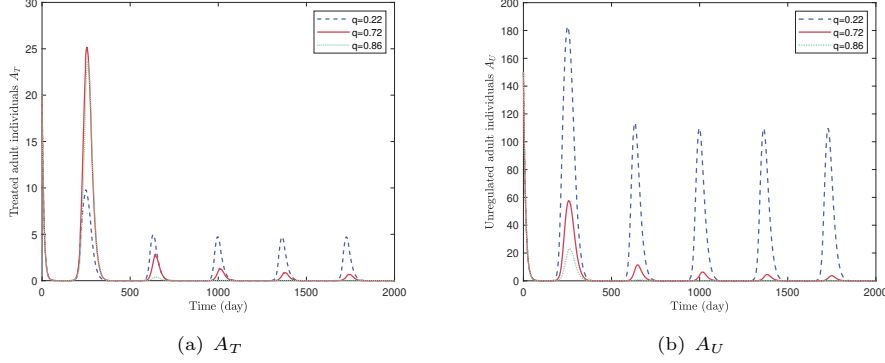 30
25
20
15
10
5
0
Treated adult individuals A_T
q=0.22
q=0.72
q=0.86
0
500
1000
1500
2000
Time (day)
(a) A_T
200
180
160
140
120
100
80
60
40
20
0
Unregulated adult individuals A_U
q=0.22
q=0.72
q=0.86
0
500
1000
1500
2000
Time (day)
(b) A_U